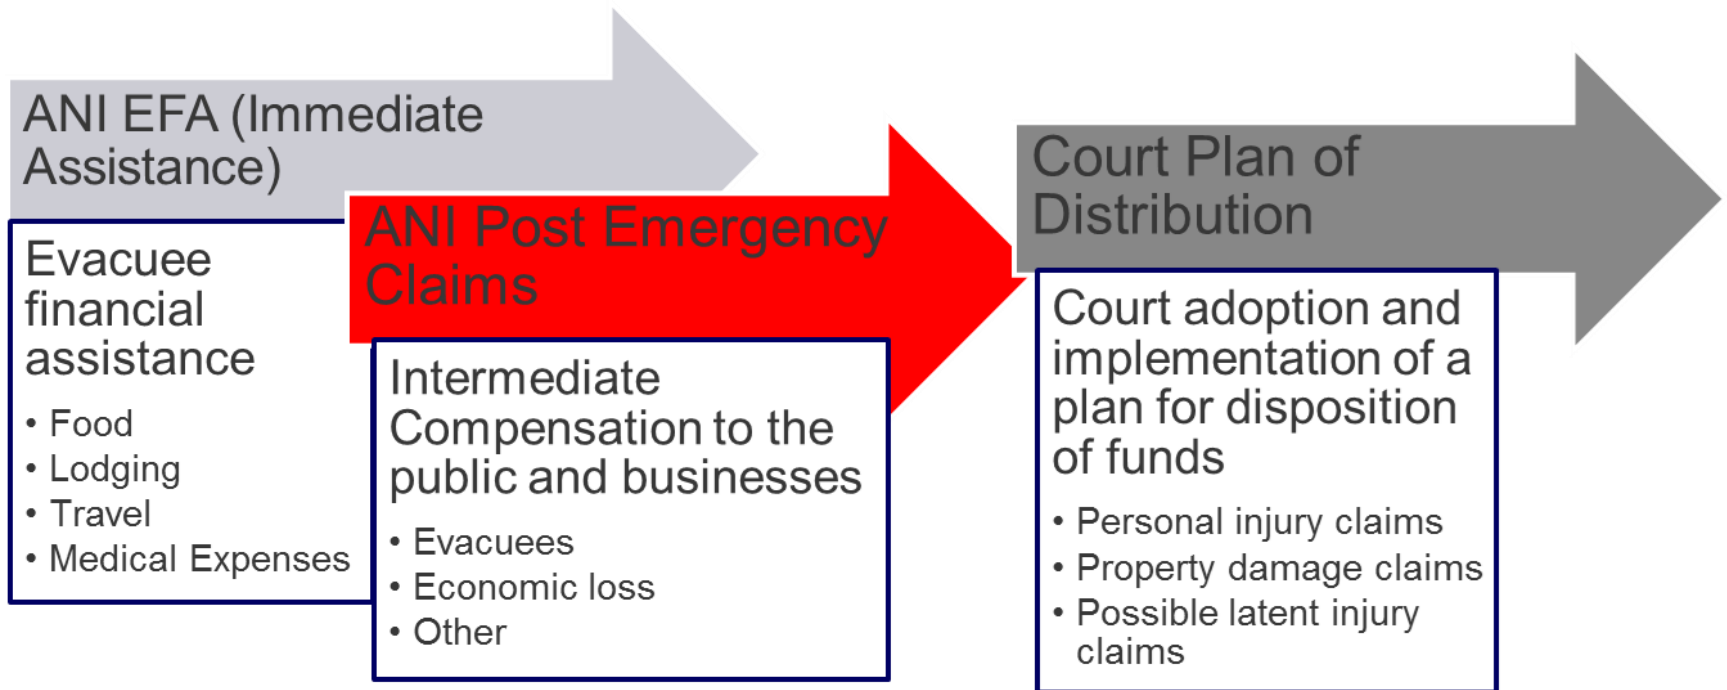 ANI EFA (Immediate
Assistance)
Evacuee
financial
assistance
• Food
• Lodging
• Travel
• Medical Expenses
ANI Post Emergency
Claims
Intermediate
Compensation to the
public and businesses
• Evacuees
• Economic loss
• Other
Court Plan of
Distribution
Court adoption and
implementation of a
plan for disposition
of funds
• Personal injury claims
• Property damage claims
• Possible latent injury
claims